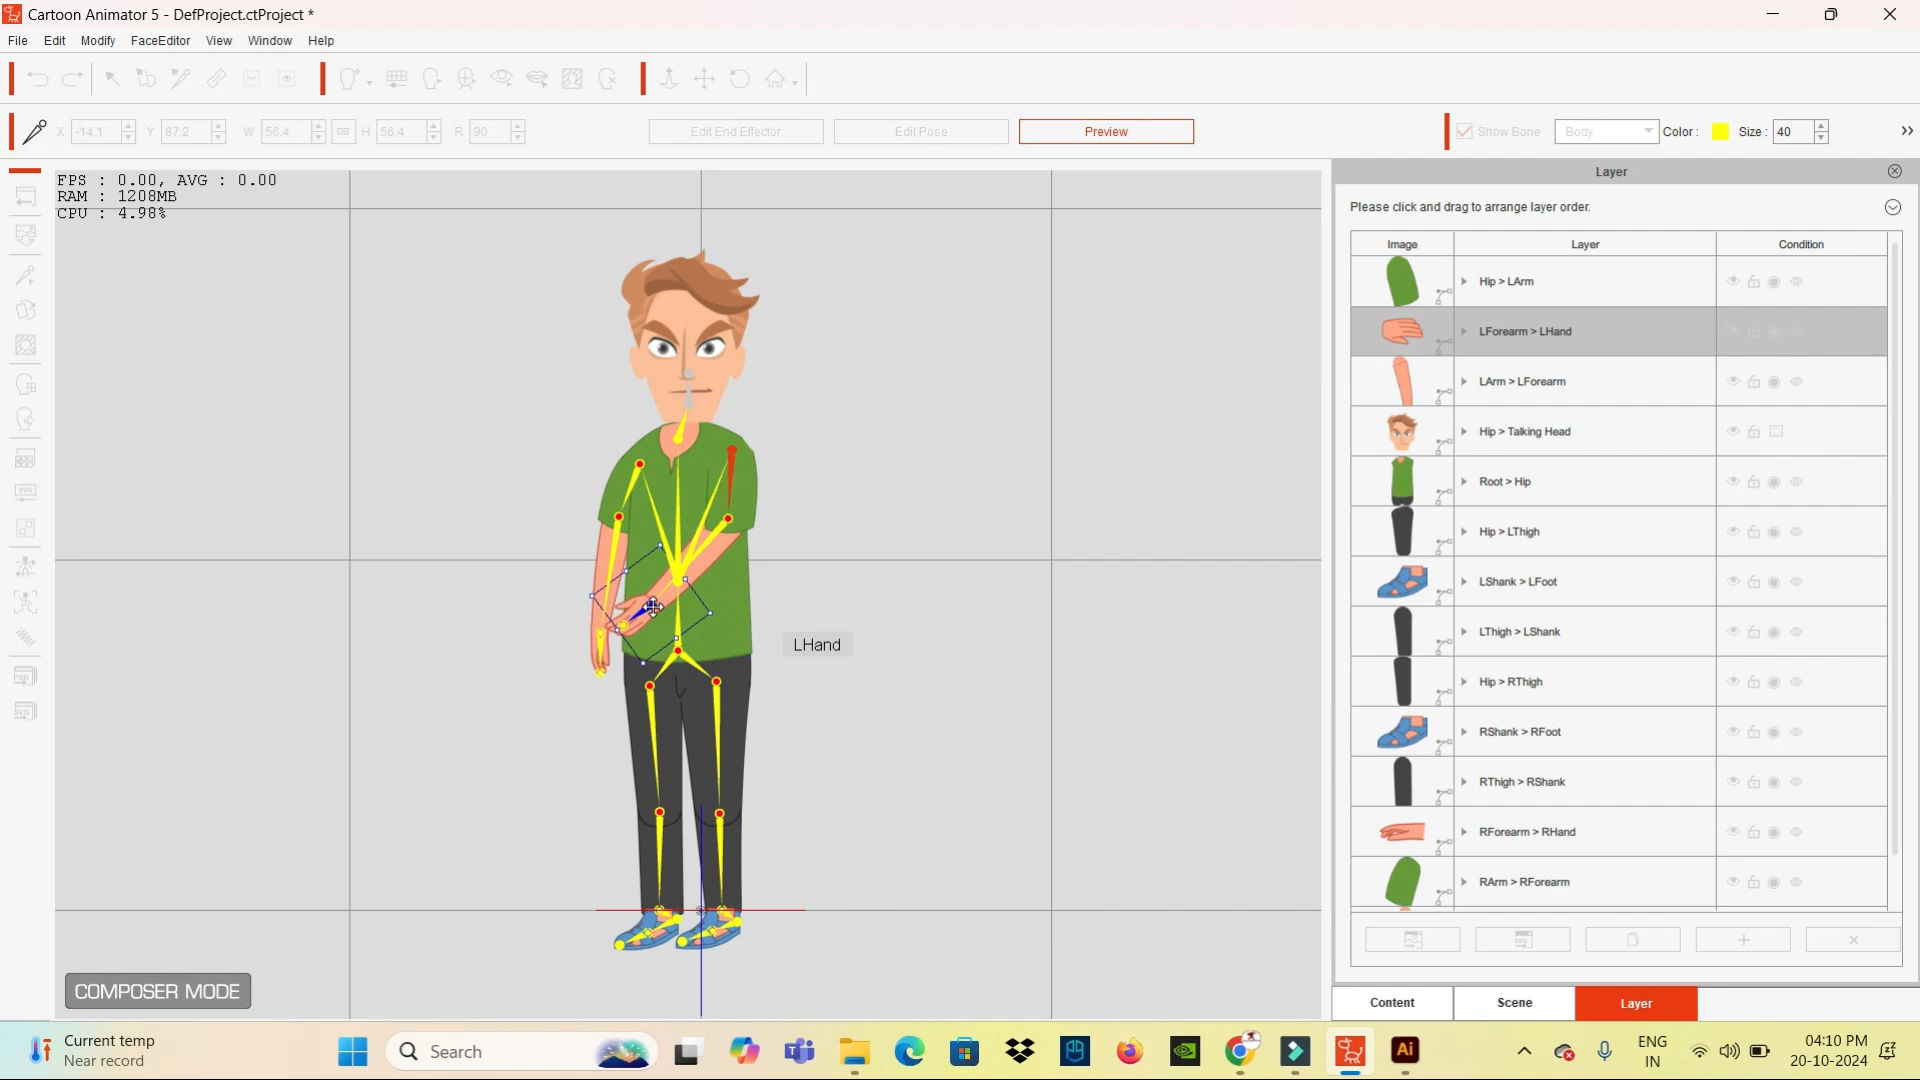 Cartoon Animator 5 - DefProject.ctProject *
File Edit Modify FaceEditor View Window Help
X -14.1 Y 87.2 W 56.4 H 56.4 R 90 Edit End Effector Edit Pose Preview Show Bone Body Color : Size : 40
FPS : 0.00, AVG : 0.00
RAM : 1208MB
CPU : 4.98%
LHand
COMPOSER MODE
Layer
Please click and drag to arrange layer order.
Image Layer Condition
Hip > LArm
LForearm > LHand
LArm > LForearm
Hip > Talking Head
Root > Hip
Hip > LThigh
LShank > LFoot
LThigh > LShank
Hip > RThigh
RShank > RFoot
RThigh > RShank
RForearm > RHand
RArm > RForearm
Content Scene Layer
Current temp
Near record
Search
Ai
ENG
IN
04:10 PM
20-10-2024